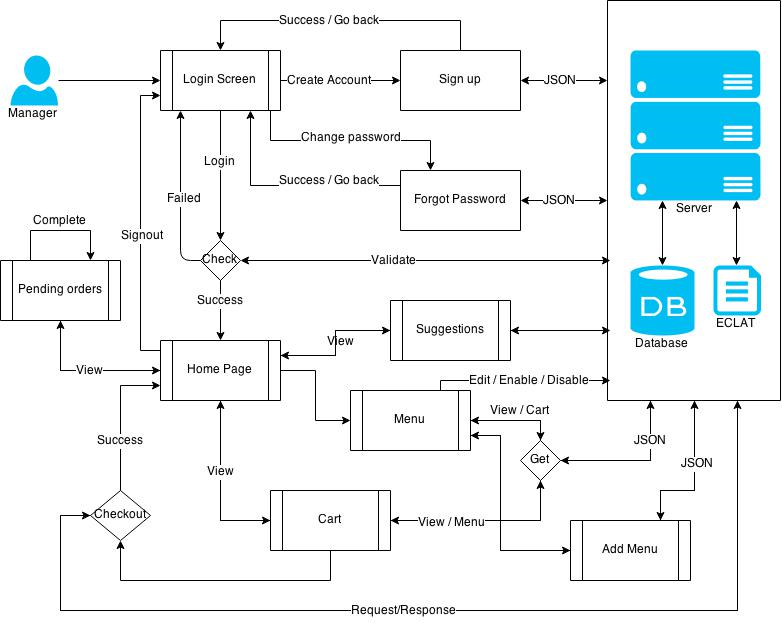 Success / Go back
Manager
Login Screen
Create Account
Sign up
JSON
Change password
Login
Success / Go back
Failed
Forgot Password
JSON
Server
Complete
Signout
Check
Validate
Pending orders
Success
Suggestions
DB
ECLAT
Database
View
View
Home Page
Edit / Enable / Disable
Menu
View / Cart
Success
JSON
View
Get
JSON
Checkout
Cart
View / Menu
Add Menu
Request/Response